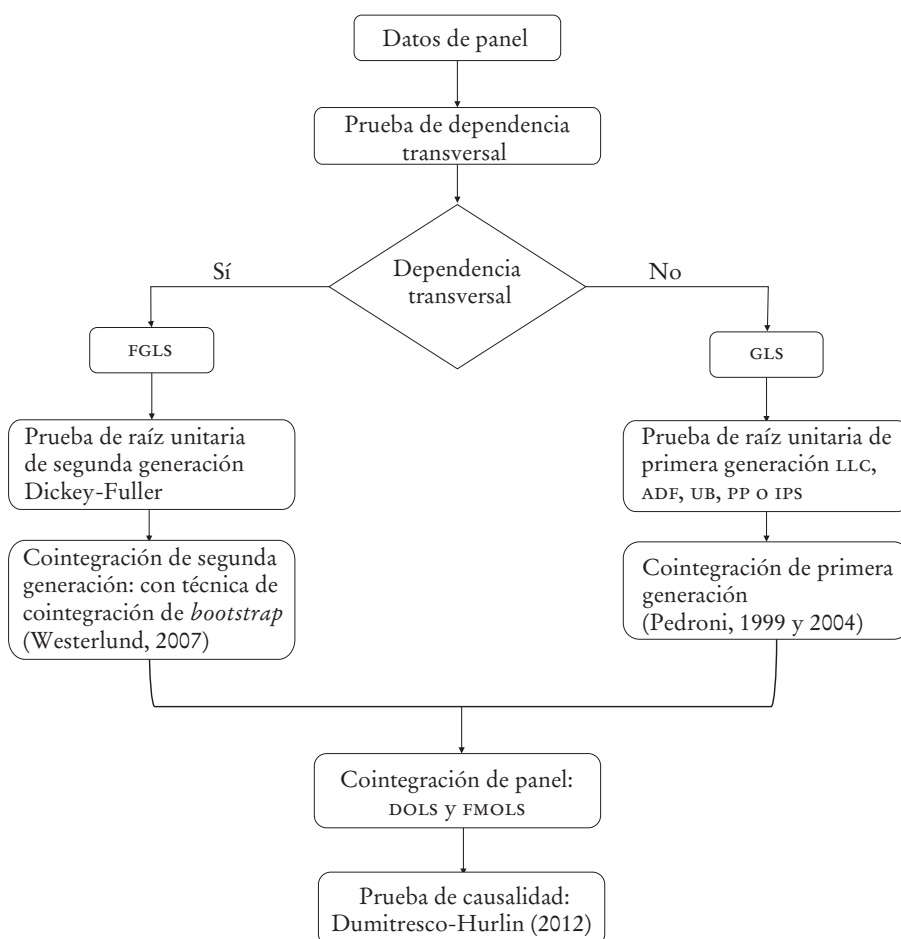 Datos de panel
Prueba de dependencia
transversal
Dependencia
transversal
Sí
No
FGLS
GLS
Prueba de raíz unitaria
de segunda generación
Dickey-Fuller
Prueba de raíz unitaria de
primera generación LLC,
ADF, UB, PP O IPS
Cointegración de segunda
generación: con técnica de
cointegración de bootstrap
(Westerlund, 2007)
Cointegración de primera
generación
(Pedroni, 1999 y 2004)
Cointegración de panel:
DOLS y FMOLS
Prueba de causalidad:
Dumitresco-Hurlin (2012)